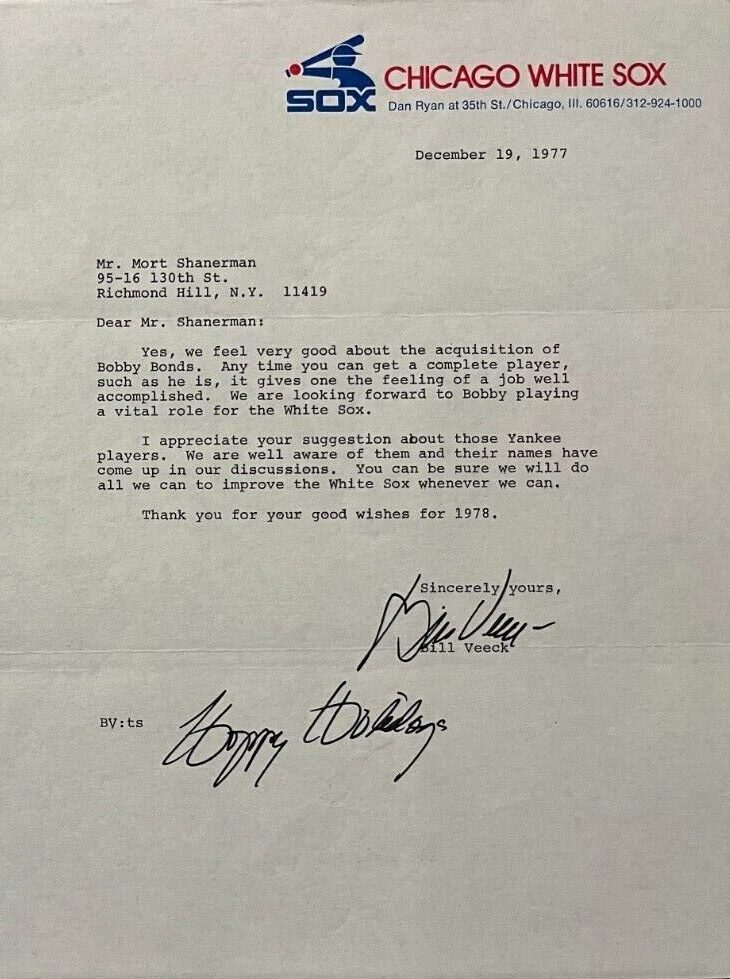 SOX
CHICAGO WHITE SOX
Dan Ryan at 35th St./Chicago, Ill. 60616/312-924-1000
December 19, 1977
Mr. Mort Shanerman
95-16 130th St.
Richmond Hill, N.Y. 11419
Dear Mr. Shanerman:
Yes, we feel very good about the acquisition of
Bobby Bonds. Any time you can get a complete player,
such as he is, it gives one the feeling of a job well
accomplished. We are looking forward to Bobby playing
a vital role for the White Sox.
I appreciate your suggestion about those Yankee
players. We are well aware of them and their names have
come up in our discussions. You can be sure we will do
all we can to improve the White Sox whenever we can.
Thank you for your good wishes for 1978.
Sincerely yours,
Bill Veeck
Bill Veeck
BV:ts
Happy Holidays